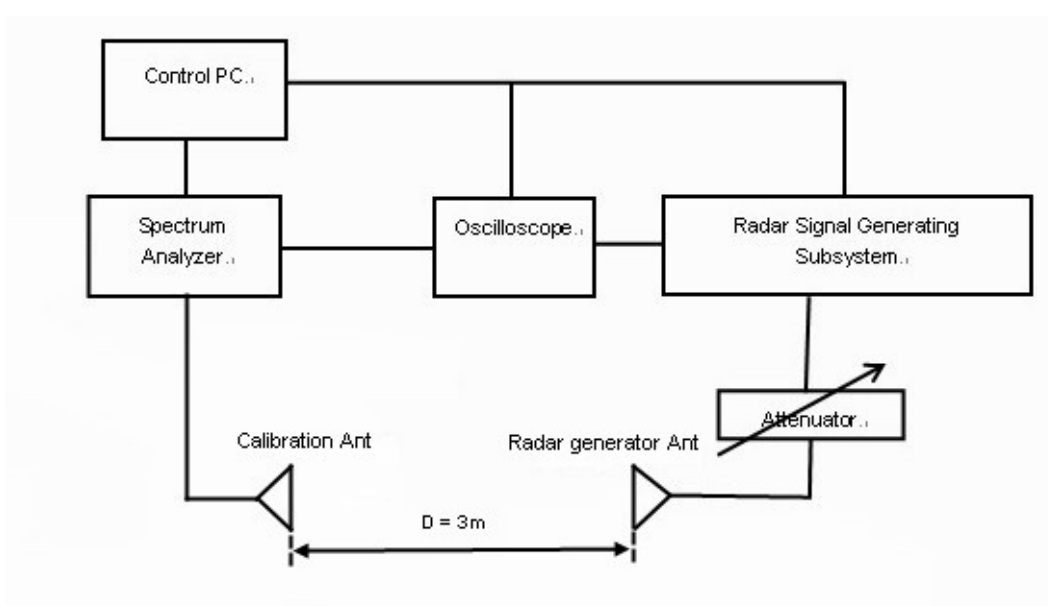 Control PC.
Spectrum
Analyzer.
Oscilloscope.
Radar Signal Generating
Subsystem.
Attenuator.
Calibration Ant
Radar generator Ant
D = 3m